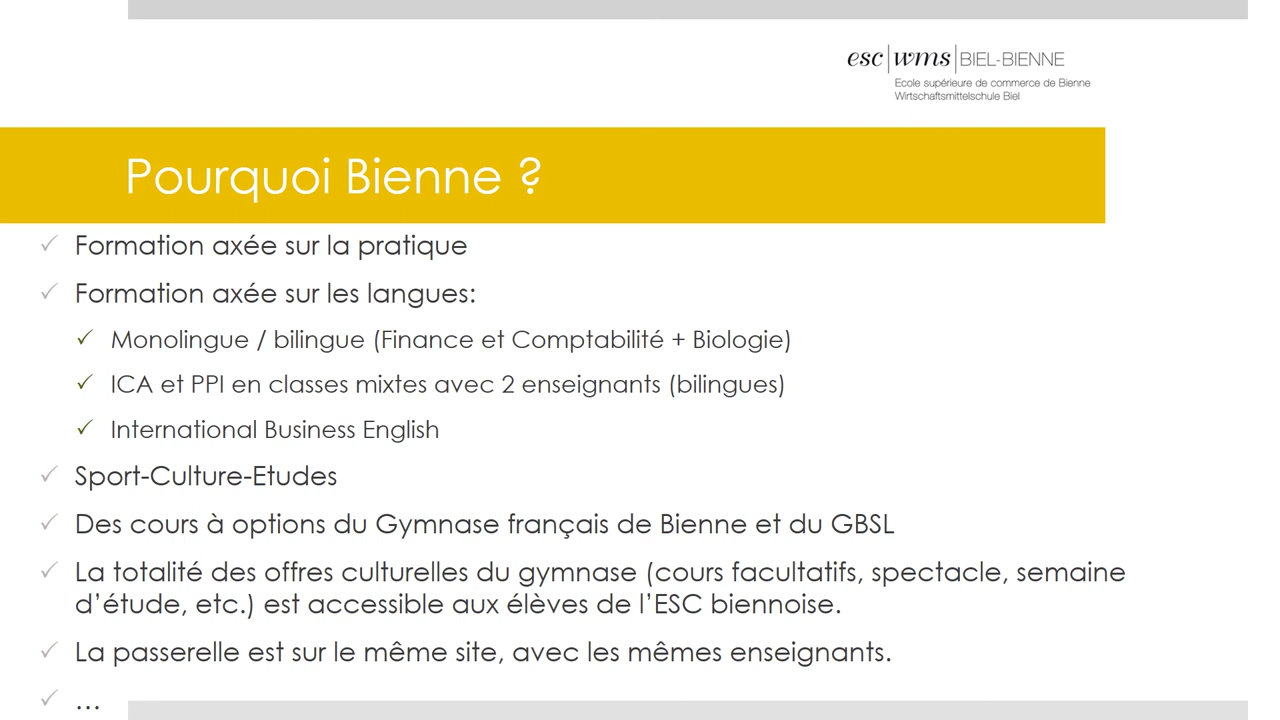 esc|wms|BIEL-BIENNE
Ecole supérieure de commerce de Bienne
Wirtschaftsmittelschule Biel
Pourquoi Bienne ?
✓ Formation axée sur la pratique
✓ Formation axée sur les langues:
✓ Monolingue / bilingue (Finance et Comptabilité + Biologie)
✓ ICA et PPI en classes mixtes avec 2 enseignants (bilingues)
✓ International Business English
✓ Sport-Culture-Etudes
✓ Des cours à options du Gymnase français de Bienne et du GBSL
✓ La totalité des offres culturelles du gymnase (cours facultatifs, spectacle, semaine
d’étude, etc.) est accessible aux élèves de l’ESC biennoise.
✓ La passerelle est sur le même site, avec les mêmes enseignants.
✓ …